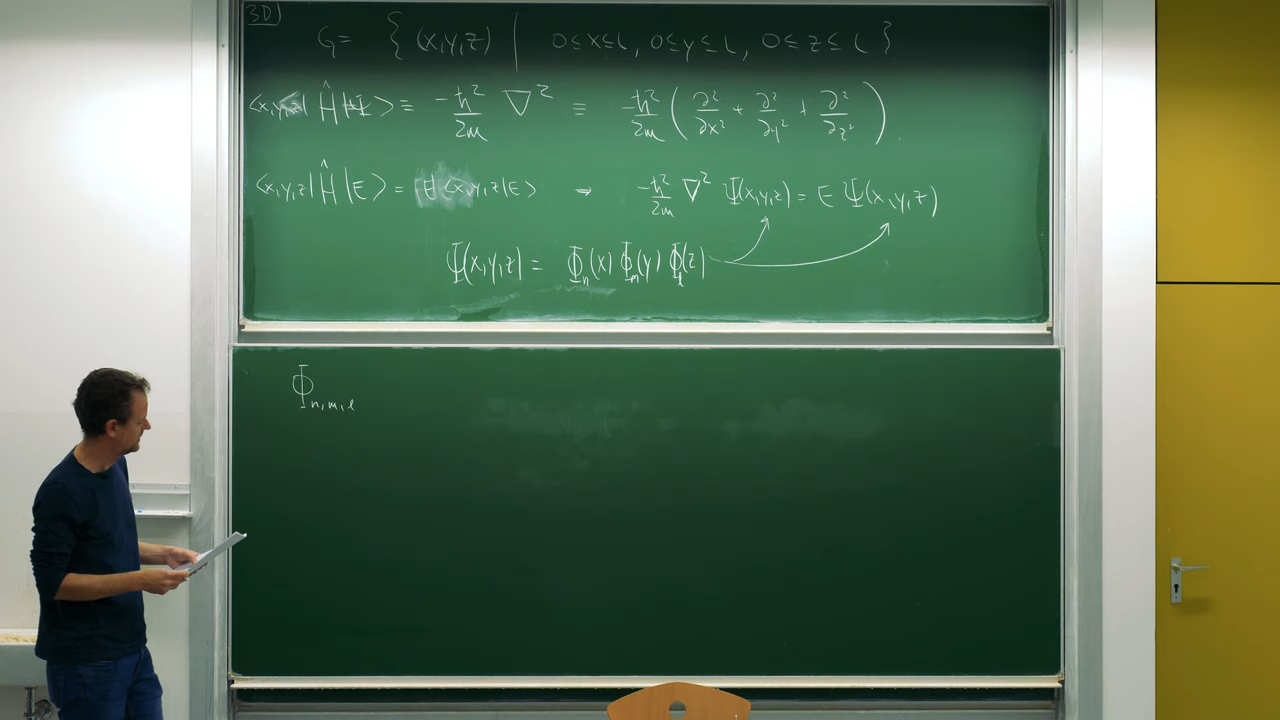 3D)
G = { (x,y,z) | 0≤x≤L, 0≤y≤L, 0≤z≤L }
⟨x,y,z| Ĥ |Ψ⟩ ≡ -ħ²/2m ∇² ≡ -ħ²/2m ( ∂²/∂x² + ∂²/∂y² + ∂²/∂z² ).
⟨x,y,z| Ĥ |E⟩ = E ⟨x,y,z|E⟩ → -ħ²/2m ∇² Ψ(x,y,z) = E Ψ(x,y,z)
Ψ(x,y,z) = Φₙ(x) Φₘ(y) Φₗ(z)
Φₙ,ₘ,ₗ